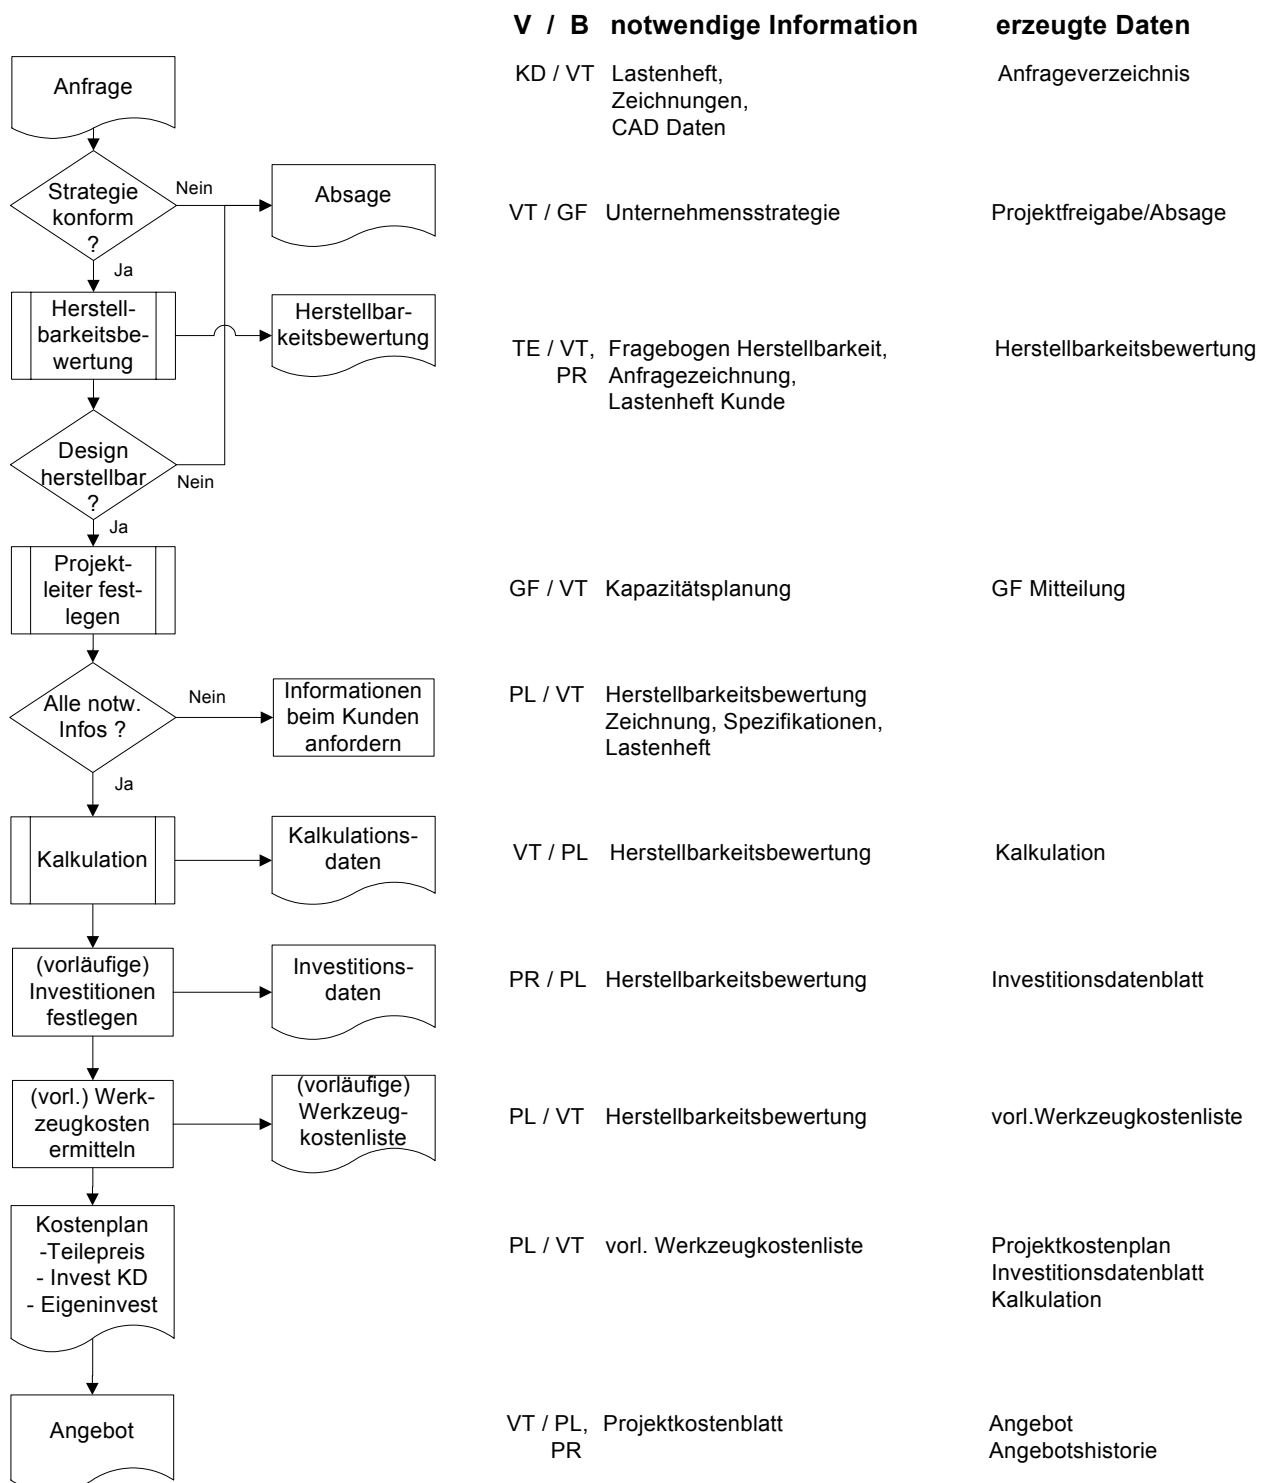 V / B notwendige Information erzeugte Daten
Anfrage
KD / VT Lastenheft,
Zeichnungen,
CAD Daten
Anfrageverzeichnis
Strategie
konform
?
Nein
Absage
VT / GF Unternehmensstrategie
Projektfreigabe/Absage
Ja
Herstell-
barkeitsbe-
wertung
Herstellbar-
keitsbewertung
TE / VT,
PR
Fragebogen Herstellbarkeit,
Anfragezeichnung,
Lastenheft Kunde
Herstellbarkeitsbewertung
Design
herstellbar
?
Nein
Ja
Projekt-
leiter fest-
legen
GF / VT Kapazitätsplanung
GF Mitteilung
Alle notw.
Infos ?
Nein
Informationen
beim Kunden
anfordern
PL / VT Herstellbarkeitsbewertung
Zeichnung, Spezifikationen,
Lastenheft
Ja
Kalkulation
Kalkulations-
daten
VT / PL Herstellbarkeitsbewertung
Kalkulation
(vorläufige)
Investitionen
festlegen
Investitions-
daten
PR / PL Herstellbarkeitsbewertung
Investitionsdatenblatt
(vorl.) Werk-
zeugkosten
ermitteln
(vorläufige)
Werkzeug-
kostenliste
PL / VT Herstellbarkeitsbewertung
vorl.Werkzeugkostenliste
Kostenplan
-Teilepreis
- Invest KD
- Eigeninvest
PL / VT vorl. Werkzeugkostenliste
Projektkostenplan
Investitionsdatenblatt
Kalkulation
Angebot
VT / PL,
PR
Projektkostenblatt
Angebot
Angebotshistorie